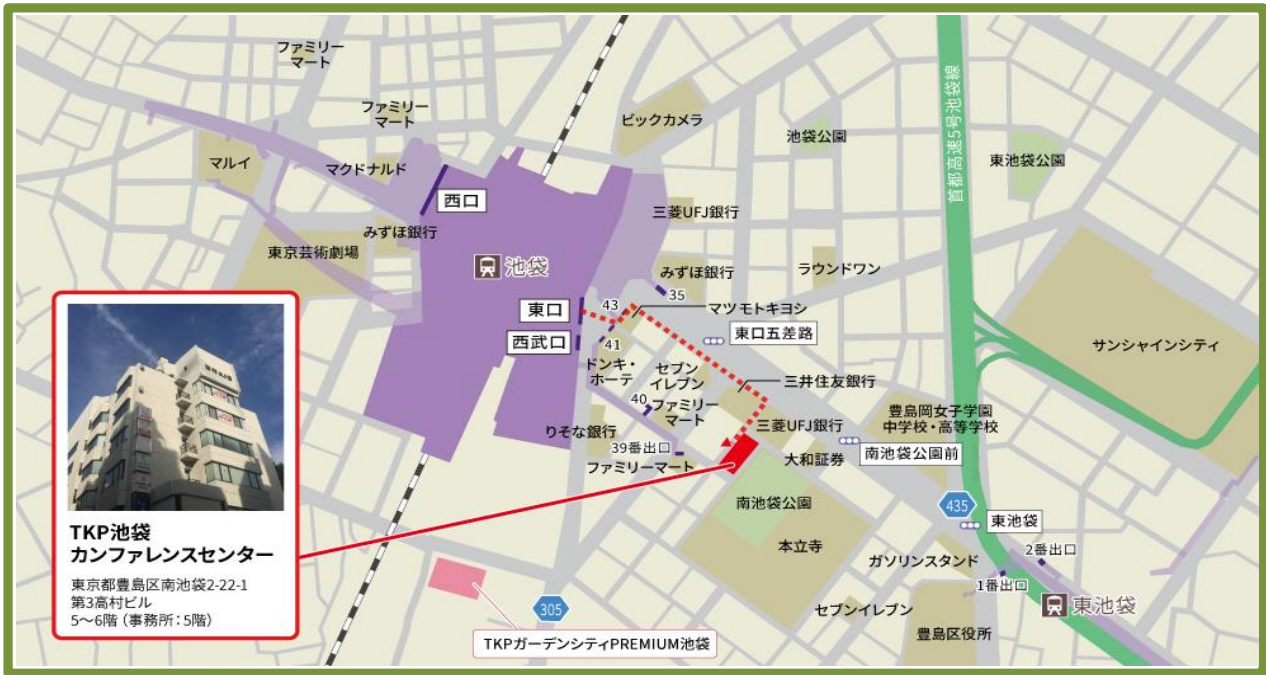 ファミリー
マート
ファミリー
マート
ビックカメラ
池袋公園
首都高速5号池袋線
東池袋公園
マルイ
マクドナルド
西口
みずほ銀行
東京芸術劇場
三菱UFJ銀行
池袋
みずほ銀行
ラウンドワン
35
東口
43
マツモトキヨシ
東口五差路
西武口
41
サンシャインシティ
ドンキ・
ホーテ
セブン
イレブン
三井住友銀行
40
ファミリー
マート
豊島岡女子学園
中学校・高等学校
りそな銀行
三菱UFJ銀行
39番出口
大和証券
南池袋公園前
ファミリーマート
南池袋公園
435
東池袋
本立寺
ガソリンスタンド
2番出口
1番出口
東池袋
セブンイレブン
305
豊島区役所
TKPガーデンシティPREMIUM池袋
TKP池袋
カンファレンスセンター
東京都豊島区南池袋2-22-1
第3高村ビル
5〜6階（事務所：5階）